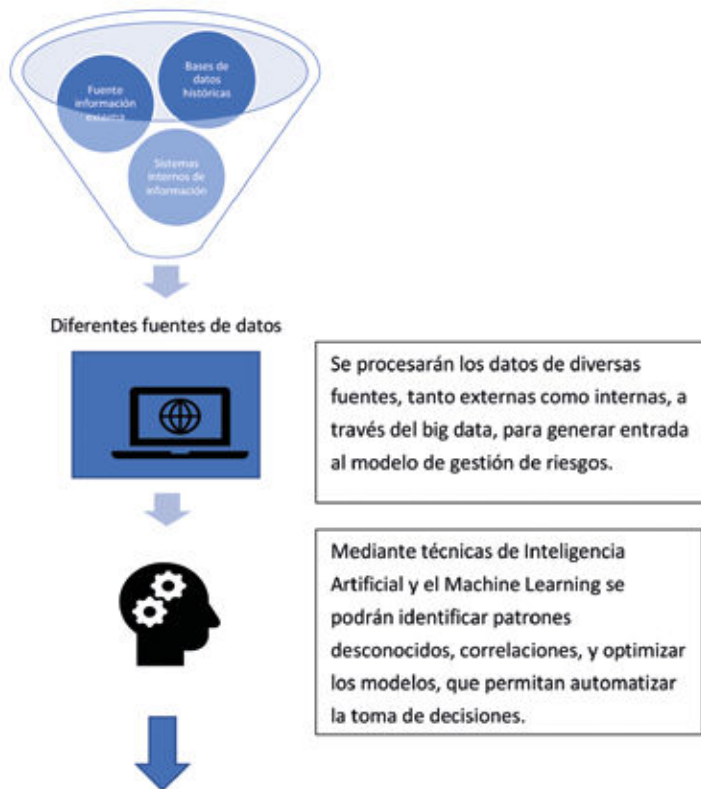 Bases de
datos
históricas
Fuente
información
externa
Sistemas
internos de
información
Diferentes fuentes de datos
Se procesarán los datos de diversas
fuentes, tanto externas como internas, a
través del big data, para generar entrada
al modelo de gestión de riesgos.
Mediante técnicas de Inteligencia
Artificial y el Machine Learning se
podrán identificar patrones
desconocidos, correlaciones, y optimizar
los modelos, que permitan automatizar
la toma de decisiones.